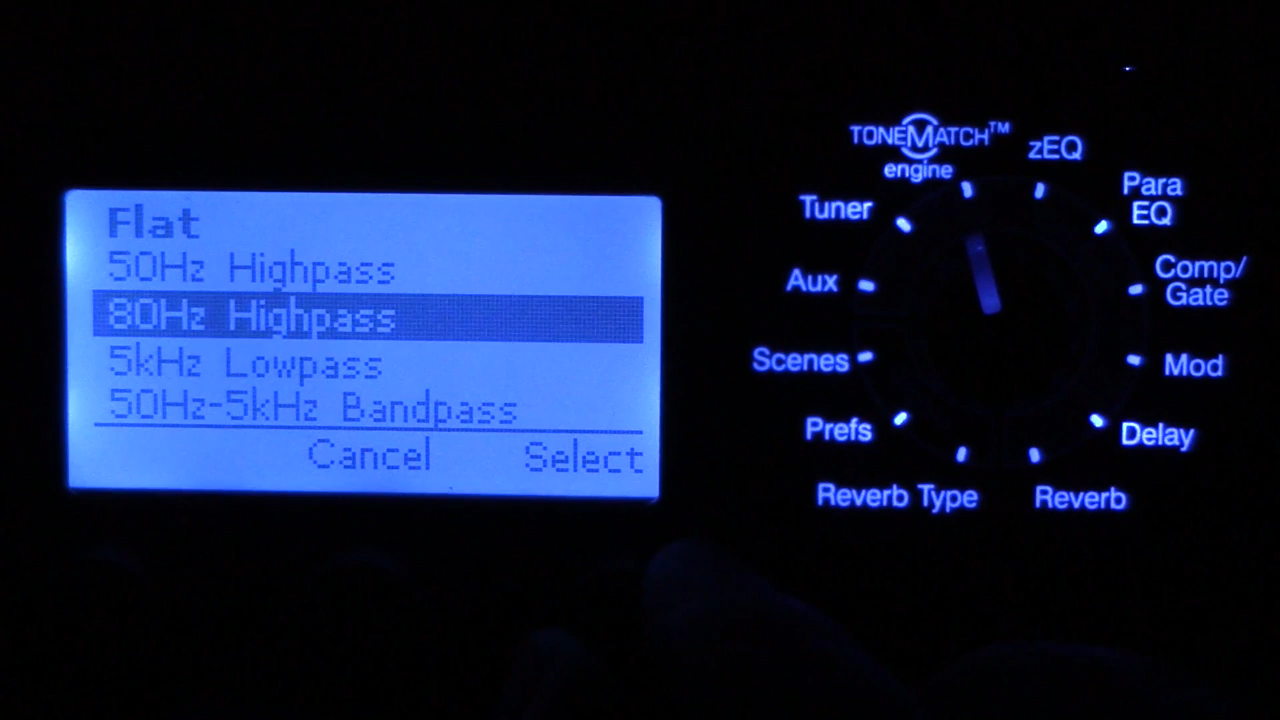 Flat
50Hz Highpass
80Hz Highpass
5kHz Lowpass
50Hz-5kHz Bandpass
Cancel Select
TONEMATCH™
engine
zEQ
Para
EQ
Comp/
Gate
Mod
Delay
Reverb
Reverb Type
Prefs
Scenes
Aux
Tuner